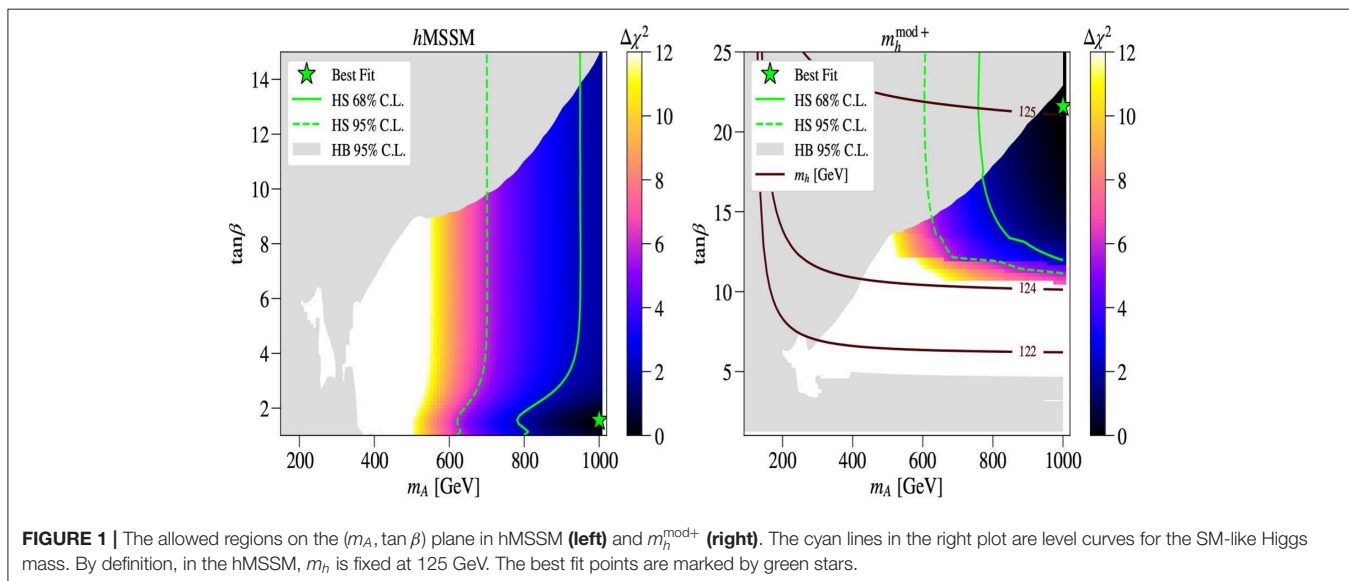 hMSSM
Δχ²
Best Fit
HS 68% C.L.
HS 95% C.L.
HB 95% C.L.
14
12
10
8
6
4
2
tanβ
200 400 600 800 1000
m_A [GeV]
12
10
8
6
4
2
0
m_h^mod+
Δχ²
Best Fit
HS 68% C.L.
HS 95% C.L.
HB 95% C.L.
m_h [GeV]
25
20
15
10
5
tanβ
125
124
122
200 400 600 800 1000
m_A [GeV]
12
10
8
6
4
2
0
FIGURE 1 | The allowed regions on the (m_A, tan β) plane in hMSSM (left) and m_h^mod+ (right). The cyan lines in the right plot are level curves for the SM-like Higgs
mass. By definition, in the hMSSM, m_h is fixed at 125 GeV. The best fit points are marked by green stars.